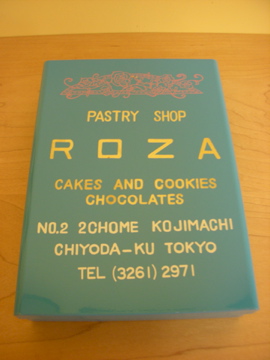 PASTRY SHOP
ROZA
CAKES AND COOKIES
CHOCOLATES
NO.2 2CHOME KOJIMACHI
CHIYODA-KU TOKYO
TEL (3261) 2971